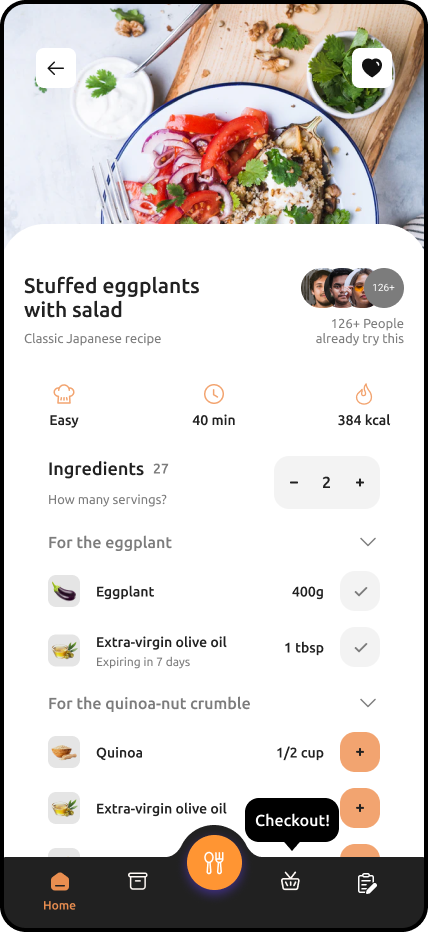 Stuffed eggplants
with salad
Classic Japanese recipe
126+
126+ People
already try this
Easy
40 min
384 kcal
Ingredients 27
How many servings?
− 2 +
For the eggplant
Eggplant 400g
Extra-virgin olive oil 1 tbsp
Expiring in 7 days
For the quinoa-nut crumble
Quinoa 1/2 cup +
Extra-virgin olive oil +
Checkout!
Home